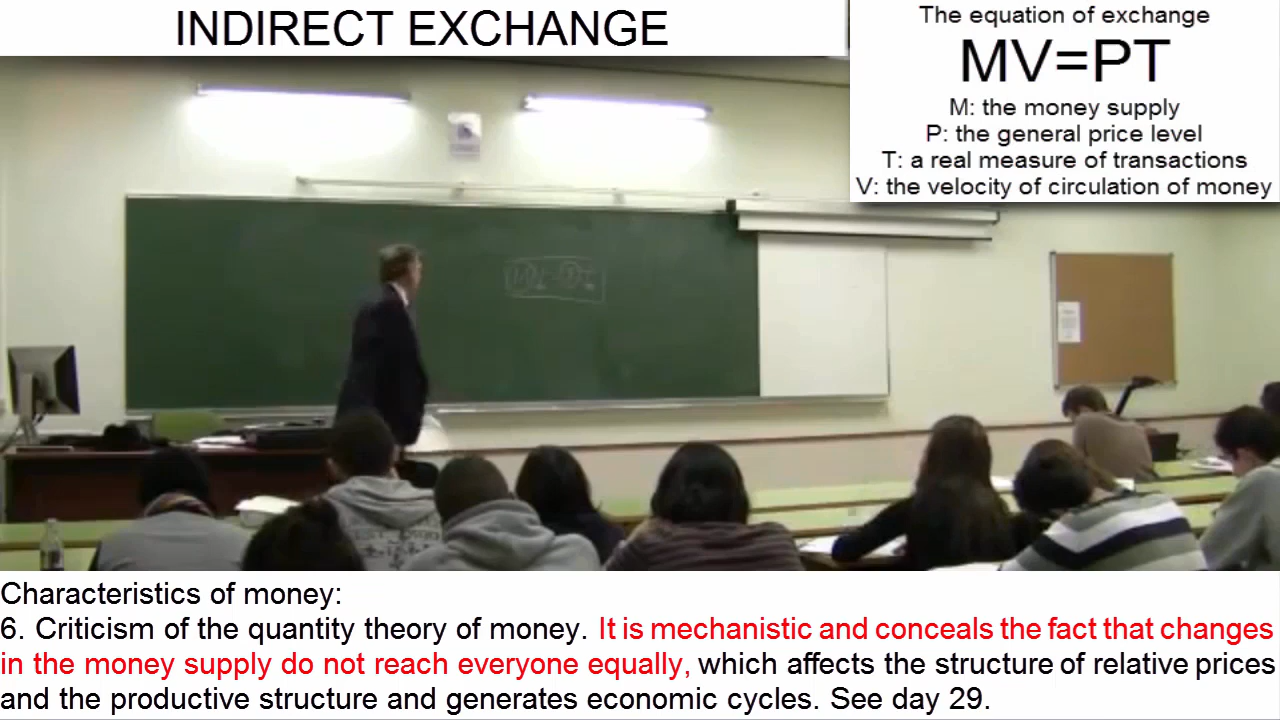 INDIRECT EXCHANGE
The equation of exchange
MV=PT
M: the money supply
P: the general price level
T: a real measure of transactions
V: the velocity of circulation of money
Characteristics of money:
6. Criticism of the quantity theory of money. It is mechanistic and conceals the fact that changes
in the money supply do not reach everyone equally, which affects the structure of relative prices
and the productive structure and generates economic cycles. See day 29.